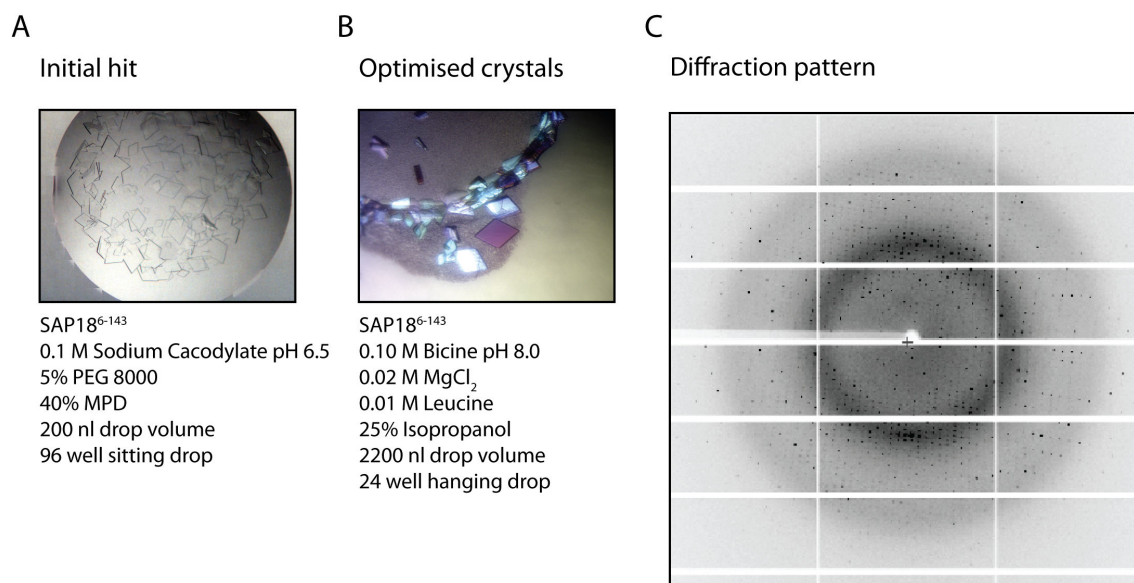 A
Initial hit
SAP18⁶⁻¹⁴³
0.1 M Sodium Cacodylate pH 6.5
5% PEG 8000
40% MPD
200 nl drop volume
96 well sitting drop
B
Optimised crystals
SAP18⁶⁻¹⁴³
0.10 M Bicine pH 8.0
0.02 M MgCl₂
0.01 M Leucine
25% Isopropanol
2200 nl drop volume
24 well hanging drop
C
Diffraction pattern